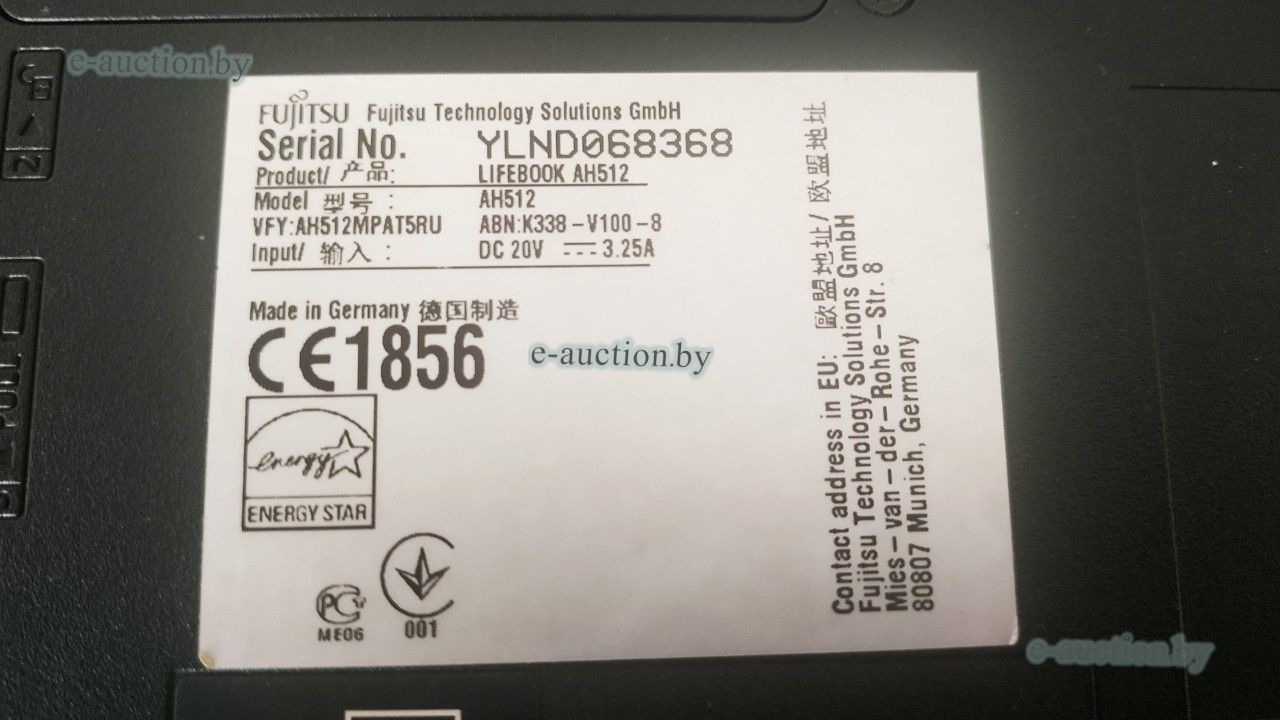 e-auction.by
FUJITSU Fujitsu Technology Solutions GmbH
Serial No. YLND068368
Product/ 产品: LIFEBOOK AH512
Model 型号 : AH512
VFY:AH512MPAT5RU ABN:K338-V100-8
Input/ 输入 : DC 20V 3.25A
Made in Germany 德国制造
CE1856
e-auction.by
energy
ENERGY STAR
PC
ME06
001
Contact address in EU: 歐盟地址/ 欧盟地址
Fujitsu Technology Solutions GmbH
Mies-van-der-Rohe-Str. 8
80807 Munich, Germany
e-auction.by
2